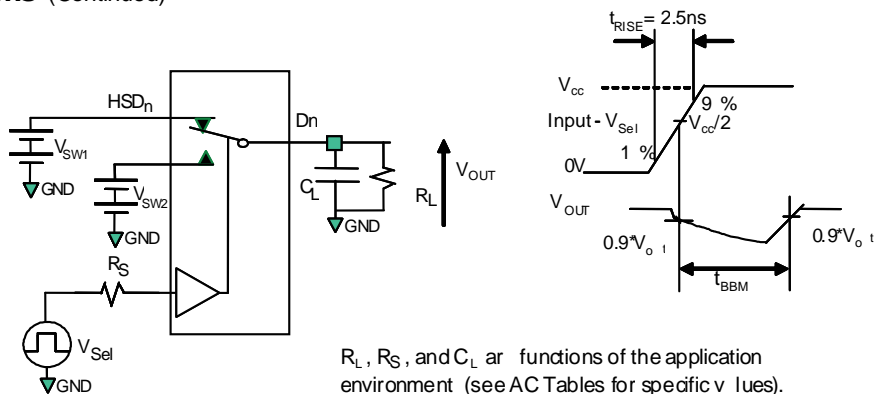 (Continued)
HSDn
VSW1
GND
VSW2
GND
RS
VSel
GND
Dn
CL
RL
GND
VOUT
tRISE= 2.5ns
Vcc
9 %
Input - VSel
Vcc/2
1 %
0V
VOUT
0.9*Vo t
0.9*Vo t
tBBM
RL , RS, and CL ar functions of the application
environment (see AC Tables for specific v lues).